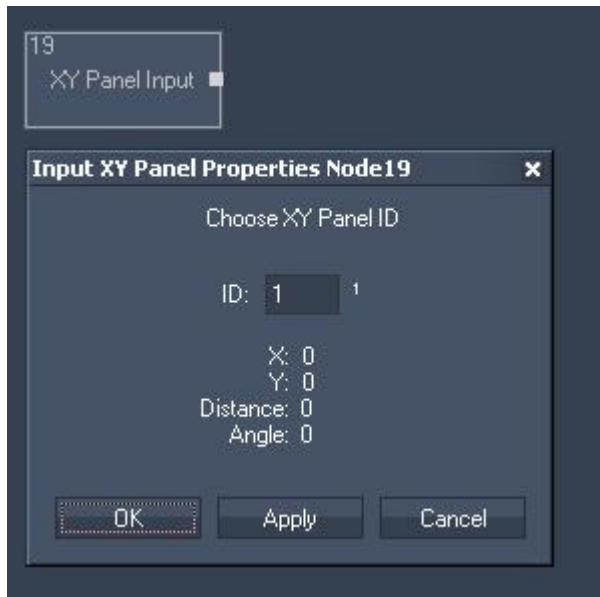 19
XY Panel Input
Input XY Panel Properties Node19
Choose XY Panel ID
ID: 1 1
X: 0
Y: 0
Distance: 0
Angle: 0
OK Apply Cancel